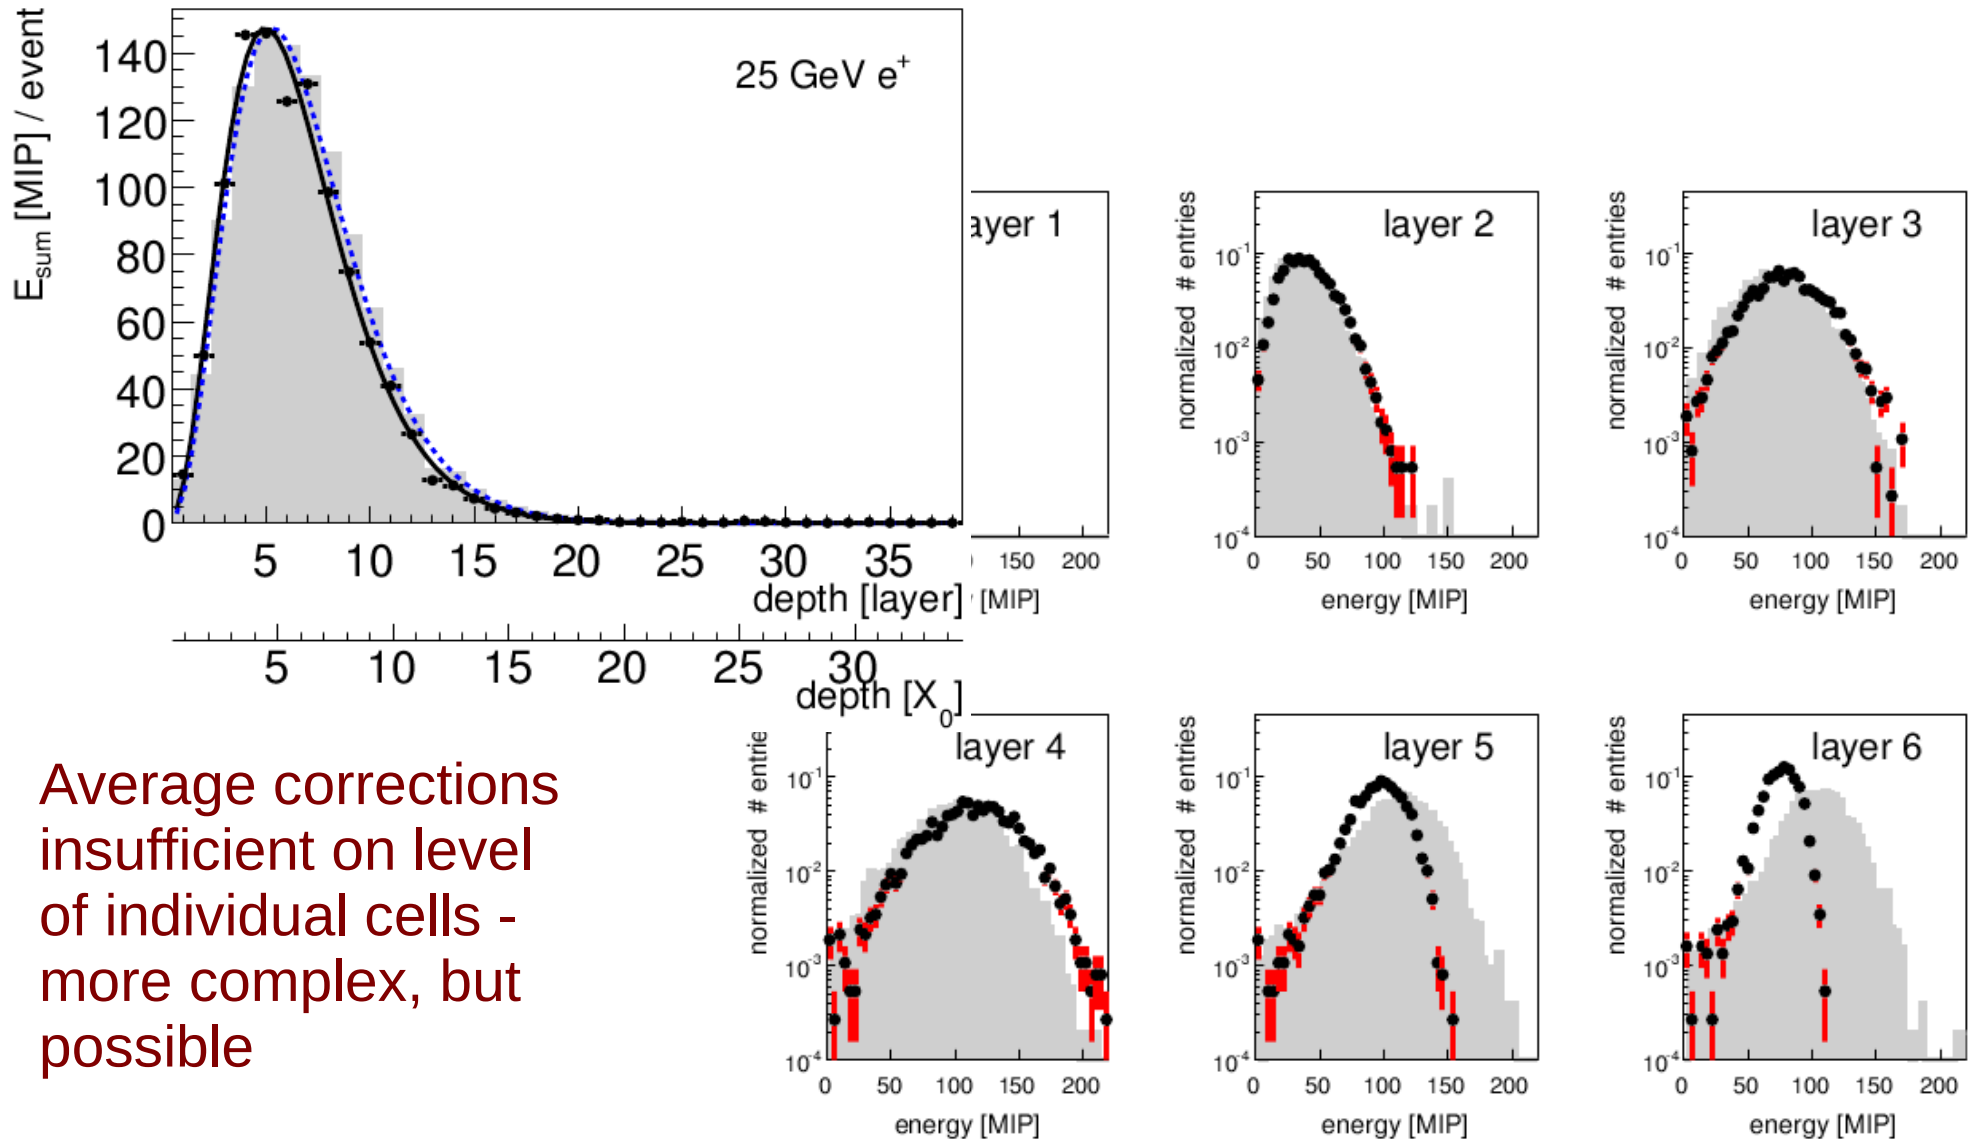 E_sum [MIP] / event
140
120
100
80
60
40
20
0
25 GeV e⁺
5 10 15 20 25 30 35
depth [layer]
5 10 15 20 25 30
depth [X_0]
ayer 1
150 200
[MIP]
layer 2
normalized # entries
10⁻¹
10⁻²
10⁻³
10⁻⁴
0 50 100 150 200
energy [MIP]
layer 3
normalized # entries
10⁻¹
10⁻²
10⁻³
10⁻⁴
0 50 100 150 200
energy [MIP]
Average corrections
insufficient on level
of individual cells -
more complex, but
possible
layer 4
normalized # entrie
10⁻¹
10⁻²
10⁻³
10⁻⁴
0 50 100 150 200
energy [MIP]
layer 5
normalized # entries
10⁻¹
10⁻²
10⁻³
10⁻⁴
0 50 100 150 200
energy [MIP]
layer 6
normalized # entries
10⁻¹
10⁻²
10⁻³
10⁻⁴
0 50 100 150 200
energy [MIP]